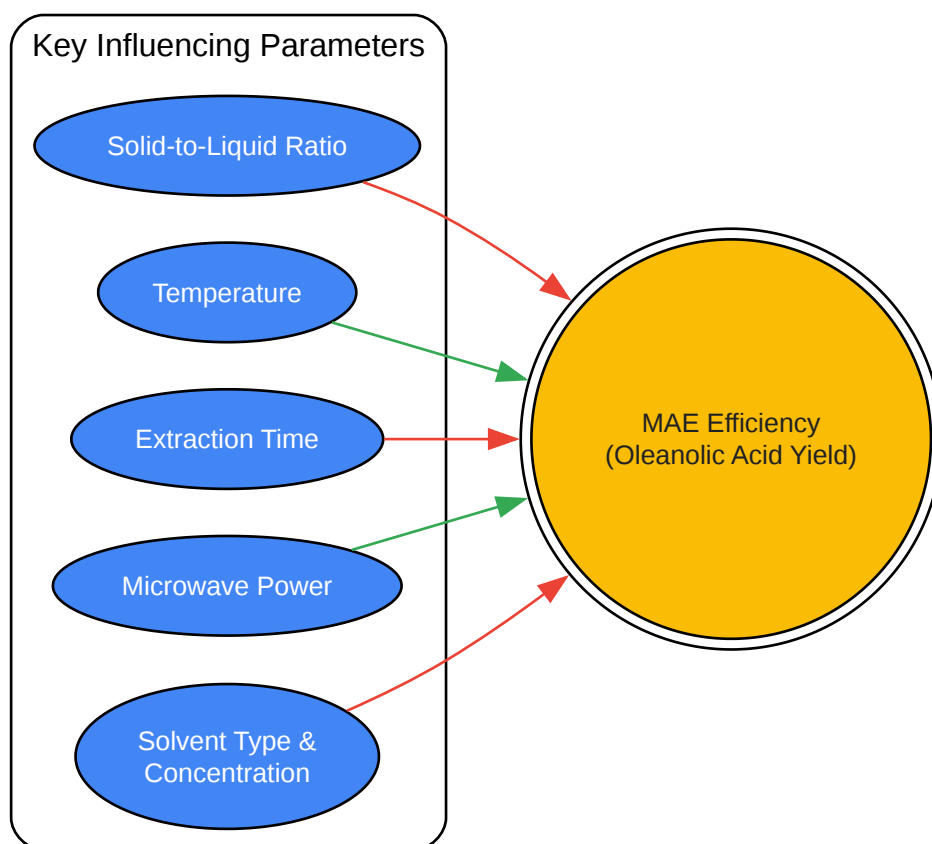 Key Influencing Parameters
Solid-to-Liquid Ratio
Temperature
Extraction Time
Microwave Power
Solvent Type &
Concentration
MAE Efficiency
(Oleanolic Acid Yield)